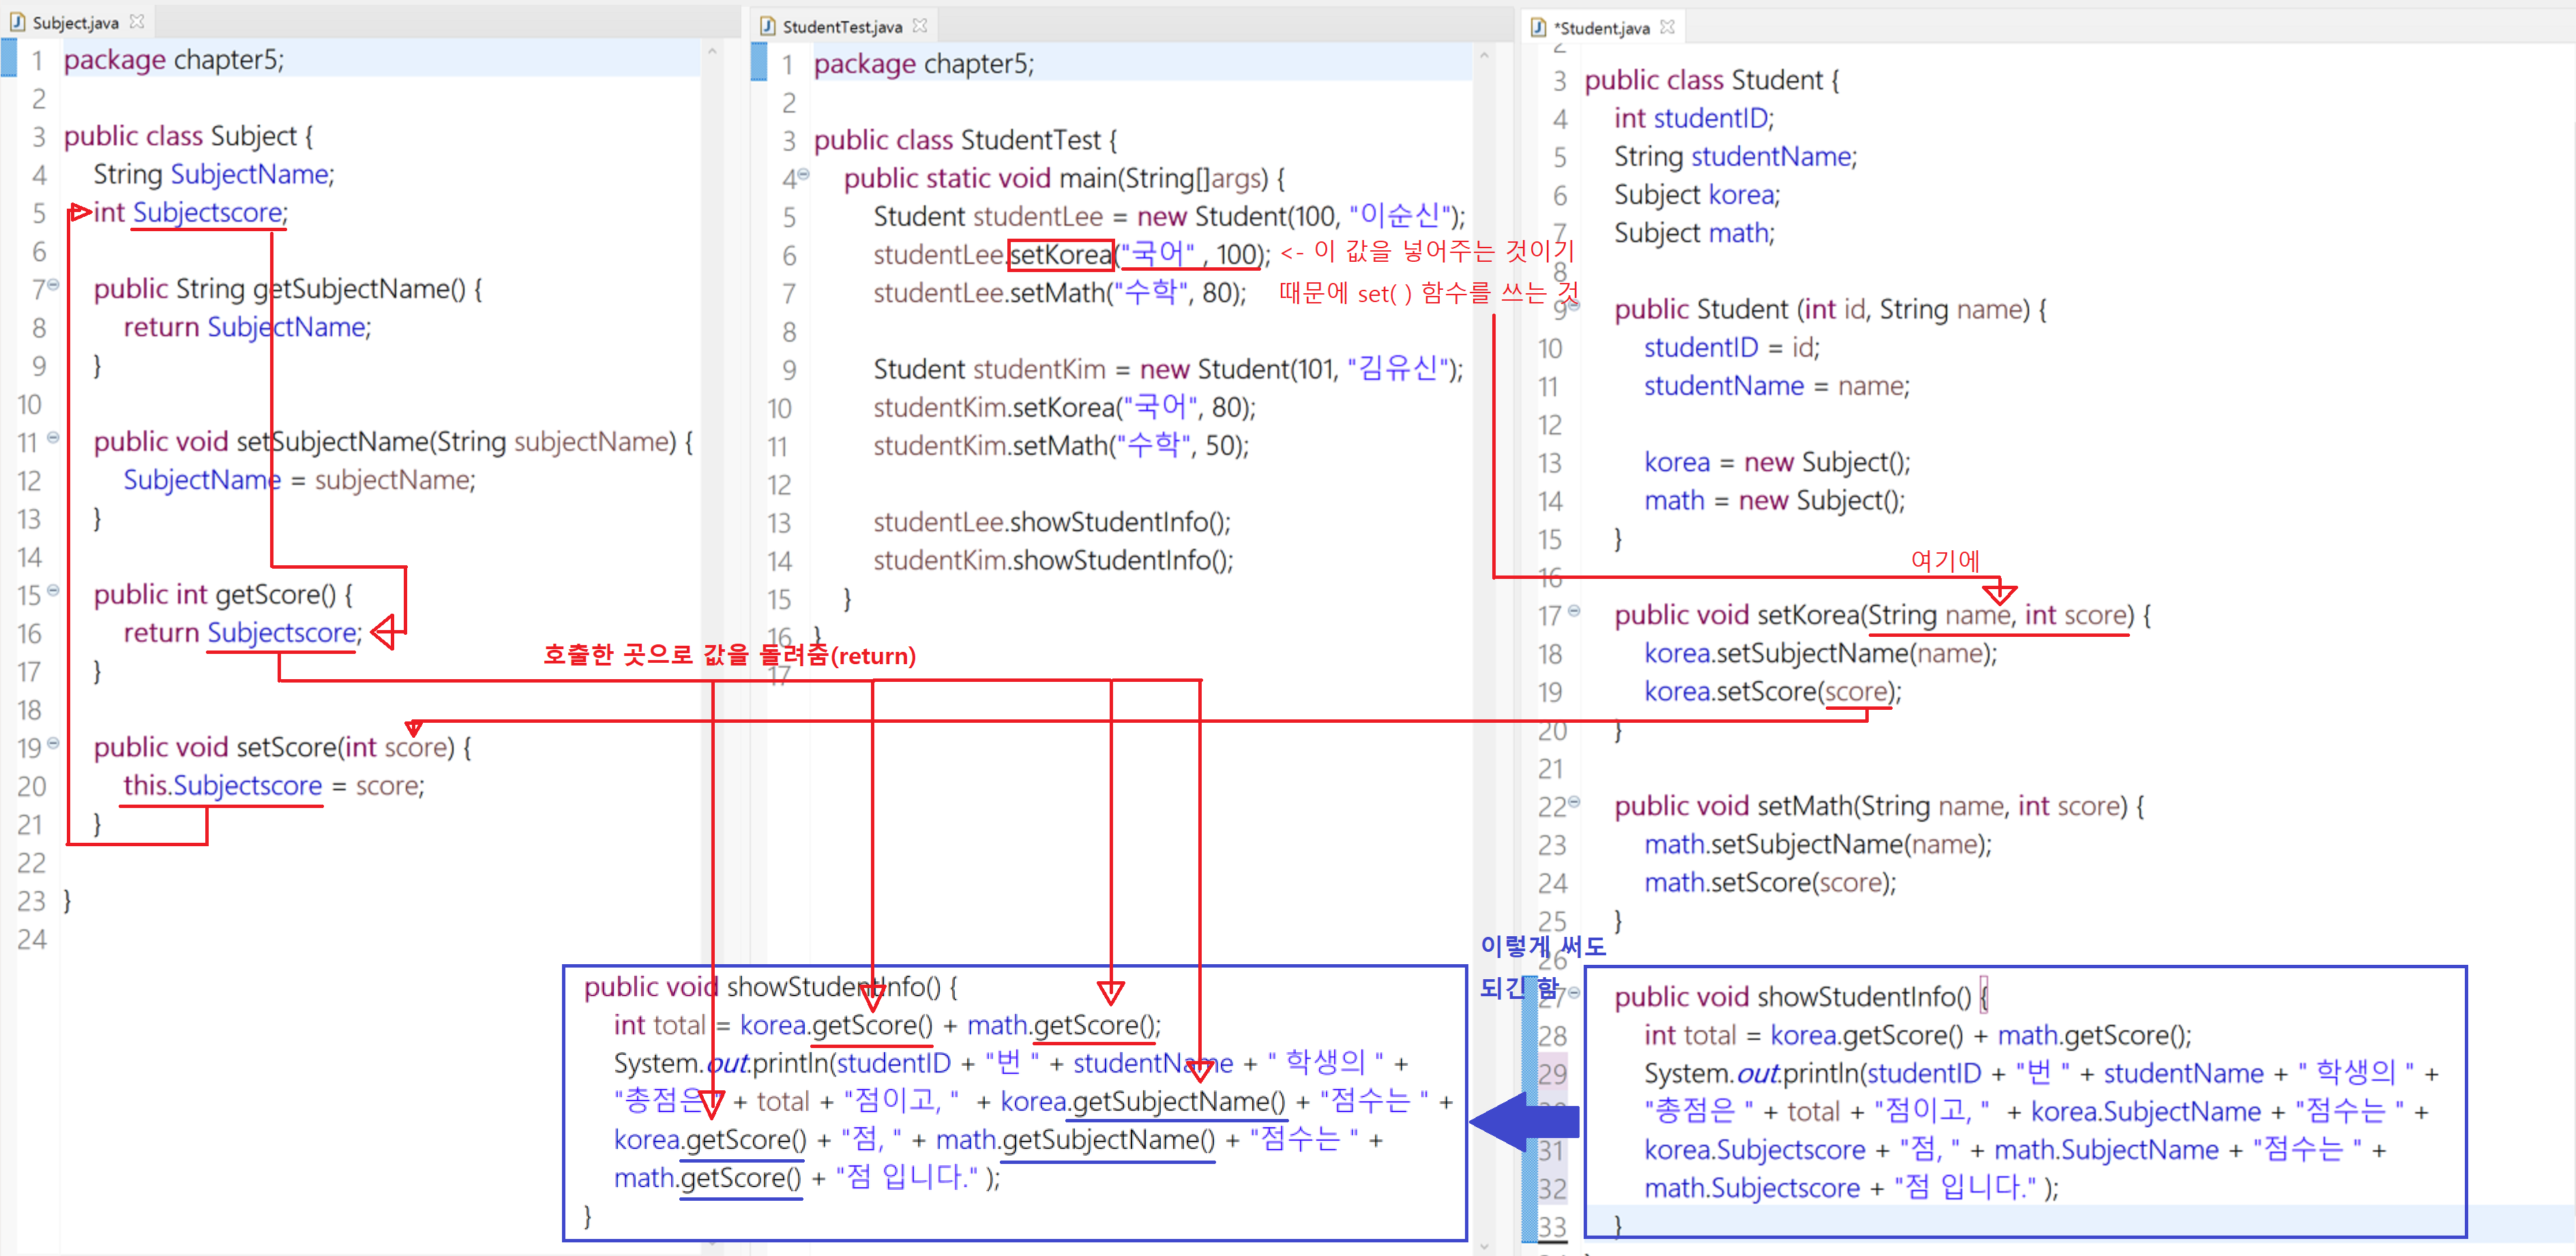 Subject.java
1 package chapter5;
2
3 public class Subject {
4 String SubjectName;
5 int Subjectscore;
6
7 public String getSubjectName() {
8 return SubjectName;
9 }
10
11 public void setSubjectName(String subjectName) {
12 SubjectName = subjectName;
13 }
14
15 public int getScore() {
16 return Subjectscore;
17 }
18
19 public void setScore(int score) {
20 this.Subjectscore = score;
21 }
22
23 }
24
StudentTest.java
1 package chapter5;
2
3 public class StudentTest {
4 public static void main(String[]args) {
5 Student studentLee = new Student(100, "이순신");
6 studentLee.setKorea("국어" , 100); <- 이 값을 넣어주는 것이기
7 studentLee.setMath("수학", 80); 때문에 set( ) 함수를 쓰는 것
8
9 Student studentKim = new Student(101, "김유신");
10 studentKim.setKorea("국어", 80);
11 studentKim.setMath("수학", 50);
12
13 studentLee.showStudentInfo();
14 studentKim.showStudentInfo();
15 }
16 }
17
호출한 곳으로 값을 돌려줌(return)
public void showStudentInfo() {
int total = korea.getScore() + math.getScore();
System.out.println(studentID + "번 " + studentName + " 학생의 " +
"총점은 " + total + "점이고, " + korea.getSubjectName() + "점수는 " +
korea.getScore() + "점, " + math.getSubjectName() + "점수는 " +
math.getScore() + "점 입니다." );
}
*Student.java
2
3 public class Student {
4 int studentID;
5 String studentName;
6 Subject korea;
7 Subject math;
8
9 public Student (int id, String name) {
10 studentID = id;
11 studentName = name;
12
13 korea = new Subject();
14 math = new Subject();
15 }
여기에
16
17 public void setKorea(String name, int score) {
18 korea.setSubjectName(name);
19 korea.setScore(score);
20 }
21
22 public void setMath(String name, int score) {
23 math.setSubjectName(name);
24 math.setScore(score);
25 }
이렇게 써도
26
되긴 함
27 public void showStudentInfo() {
28 int total = korea.getScore() + math.getScore();
29 System.out.println(studentID + "번 " + studentName + " 학생의 " +
"총점은 " + total + "점이고, " + korea.SubjectName + "점수는 " +
31 korea.Subjectscore + "점, " + math.SubjectName + "점수는 " +
32 math.Subjectscore + "점 입니다." );
33 }